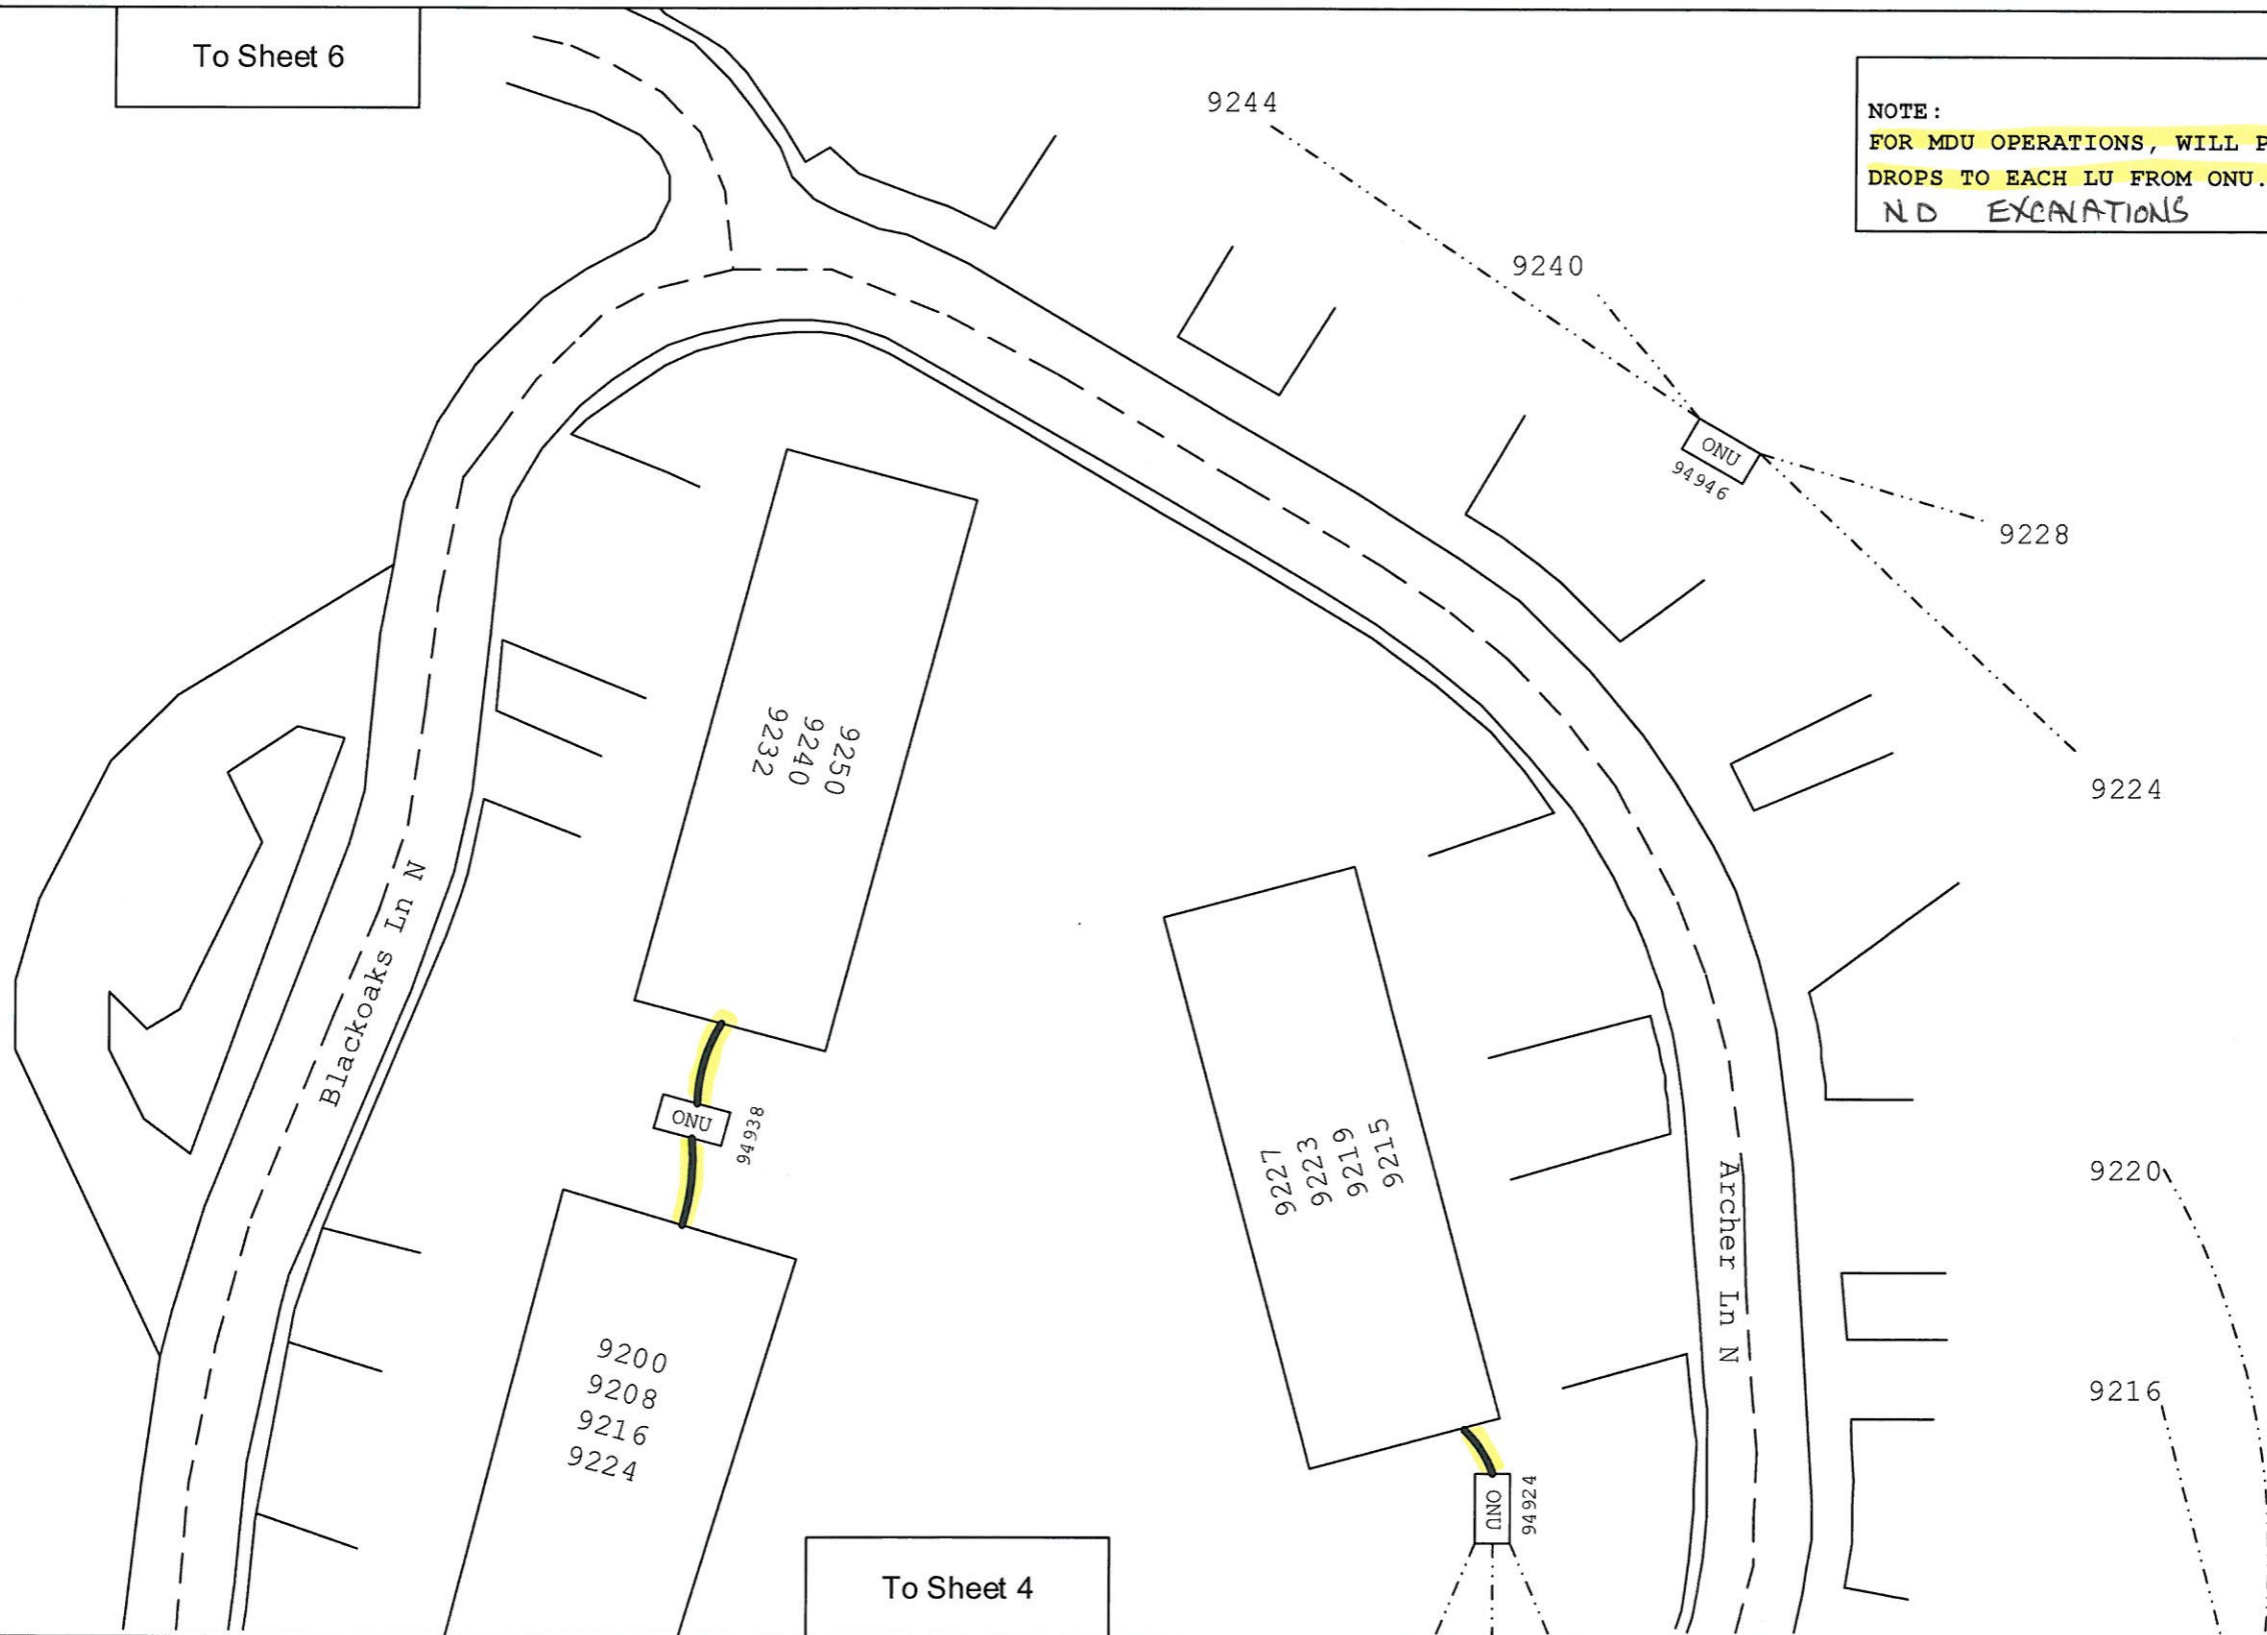 To Sheet 6
9244
NOTE:
FOR MDU OPERATIONS, WILL P
DROPS TO EACH LU FROM ONU.
NO EXCAVATIONS
9240
ONU
94946
9228
9250
9240
9232
9224
Blackoaks Ln N
ONU
94938
9227
9223
9219
9215
Archer Ln N
9220
9200
9208
9216
9224
9216
ONU
94924
To Sheet 4